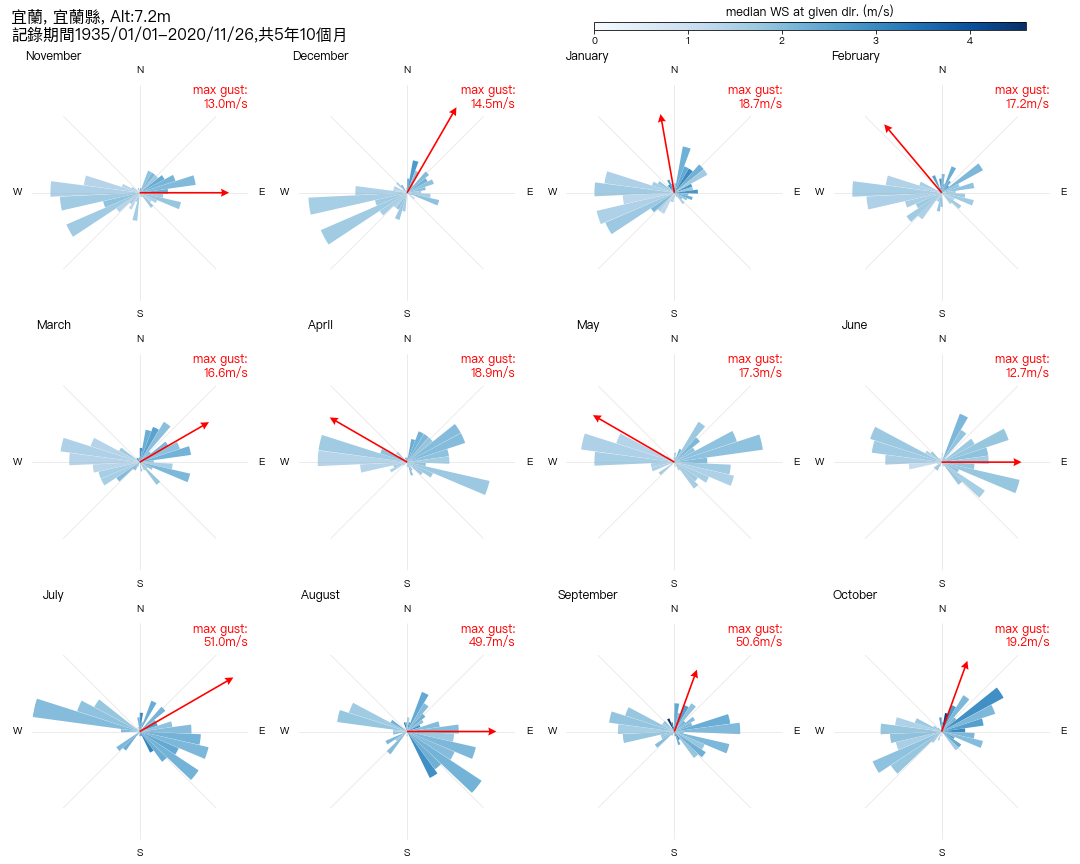 宜蘭, 宜蘭縣, Alt:7.2m
記錄期間1935/01/01–2020/11/26,共5年10個月
median WS at given dir. (m/s)
0 1 2 3 4
November
N
max gust:
13.0m/s
W E
S
December
N
max gust:
14.5m/s
W E
S
January
N
max gust:
18.7m/s
W E
S
February
N
max gust:
17.2m/s
W E
S
March
N
max gust:
16.6m/s
W E
S
April
N
max gust:
18.9m/s
W E
S
May
N
max gust:
17.3m/s
W E
S
June
N
max gust:
12.7m/s
W E
S
July
N
max gust:
51.0m/s
W E
S
August
N
max gust:
49.7m/s
W E
S
September
N
max gust:
50.6m/s
W E
S
October
N
max gust:
19.2m/s
W E
S